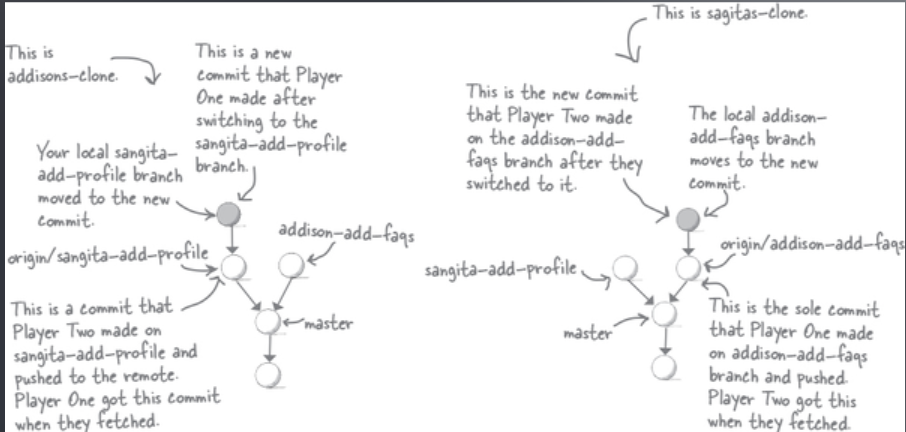 This is
addisons-clone.
This is a new
commit that Player
One made after
switching to the
sangita-add-profile
branch.
Your local sangita-
add-profile branch
moved to the new
commit.
addison-add-faqs
origin/sangita-add-profile
master
This is a commit that
Player Two made on
sangita-add-profile and
pushed to the remote.
Player One got this commit
when they fetched.
This is sagitas-clone.
This is the new commit
that Player Two made
on the addison-add-
faqs branch after they
switched to it.
The local addison-
add-faqs branch
moves to the new
commit.
origin/addison-add-faqs
sangita-add-profile
master
This is the sole commit
that Player One made
on addison-add-faqs
branch and pushed.
Player Two got this
when they fetched.